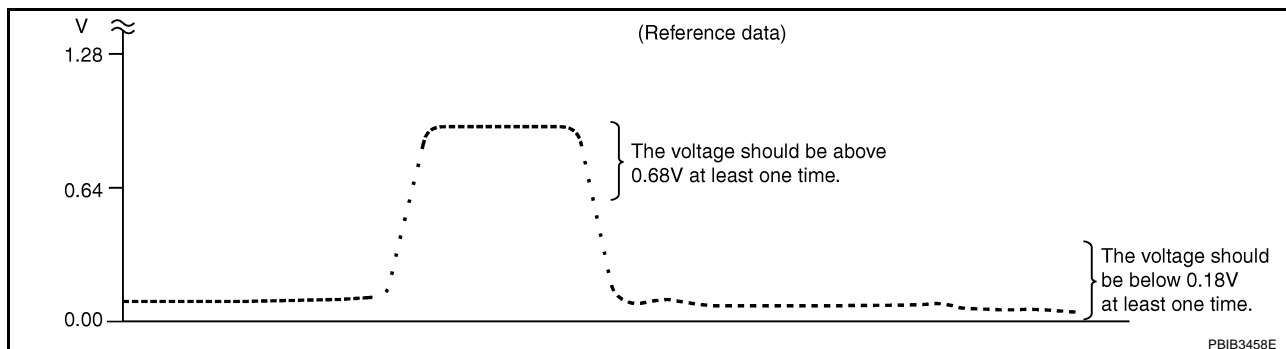 V
(Reference data)
1.28
The voltage should be above
0.68V at least one time.
0.64
The voltage should
be below 0.18V
at least one time.
0.00
PBIB3458E